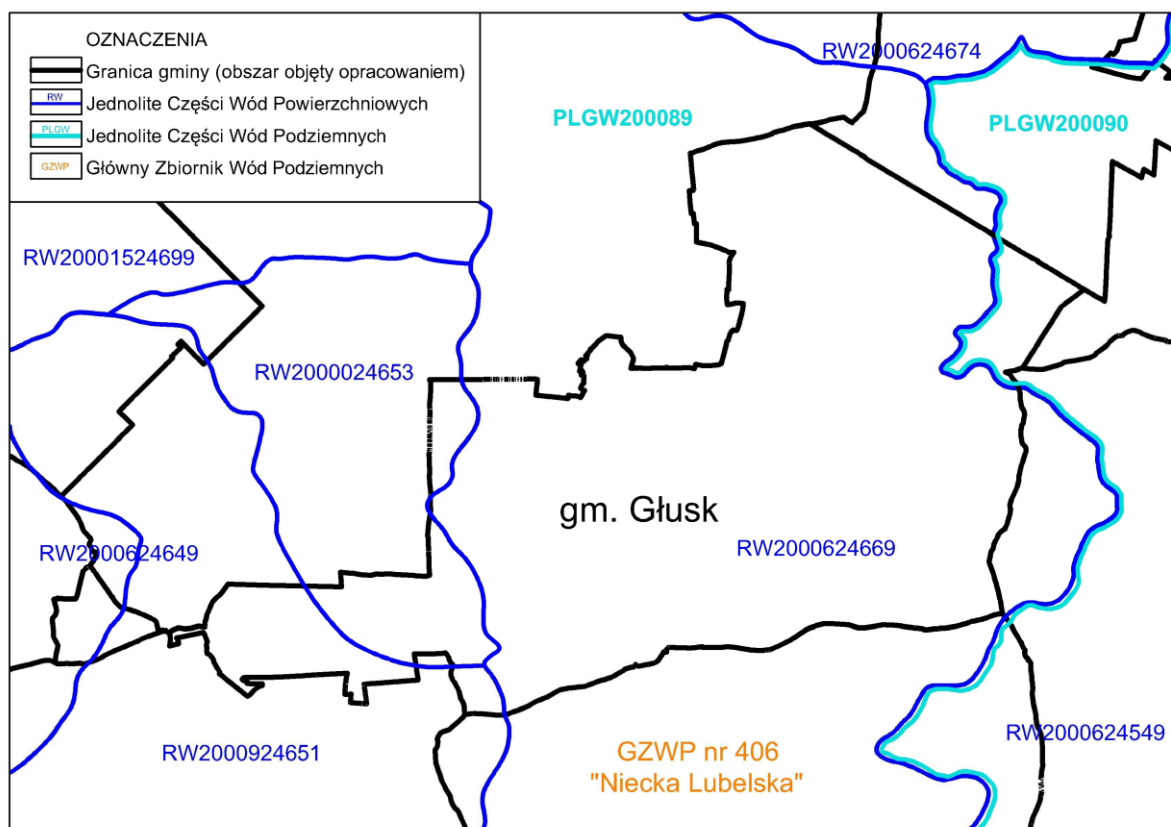 OZNACZENIA
Granica gminy (obszar objęty opracowaniem)
RW
Jednolite Części Wód Powierzchniowych
PLGW
Jednolite Części Wód Podziemnych
GZWP
Główny Zbiornik Wód Podziemnych
RW2000624674
PLGW200089
PLGW200090
RW20001524699
RW2000024653
gm. Głusk
RW2000624649
RW2000624669
RW2000924651
GZWP nr 406
"Niecka Lubelska"
RW2000624549